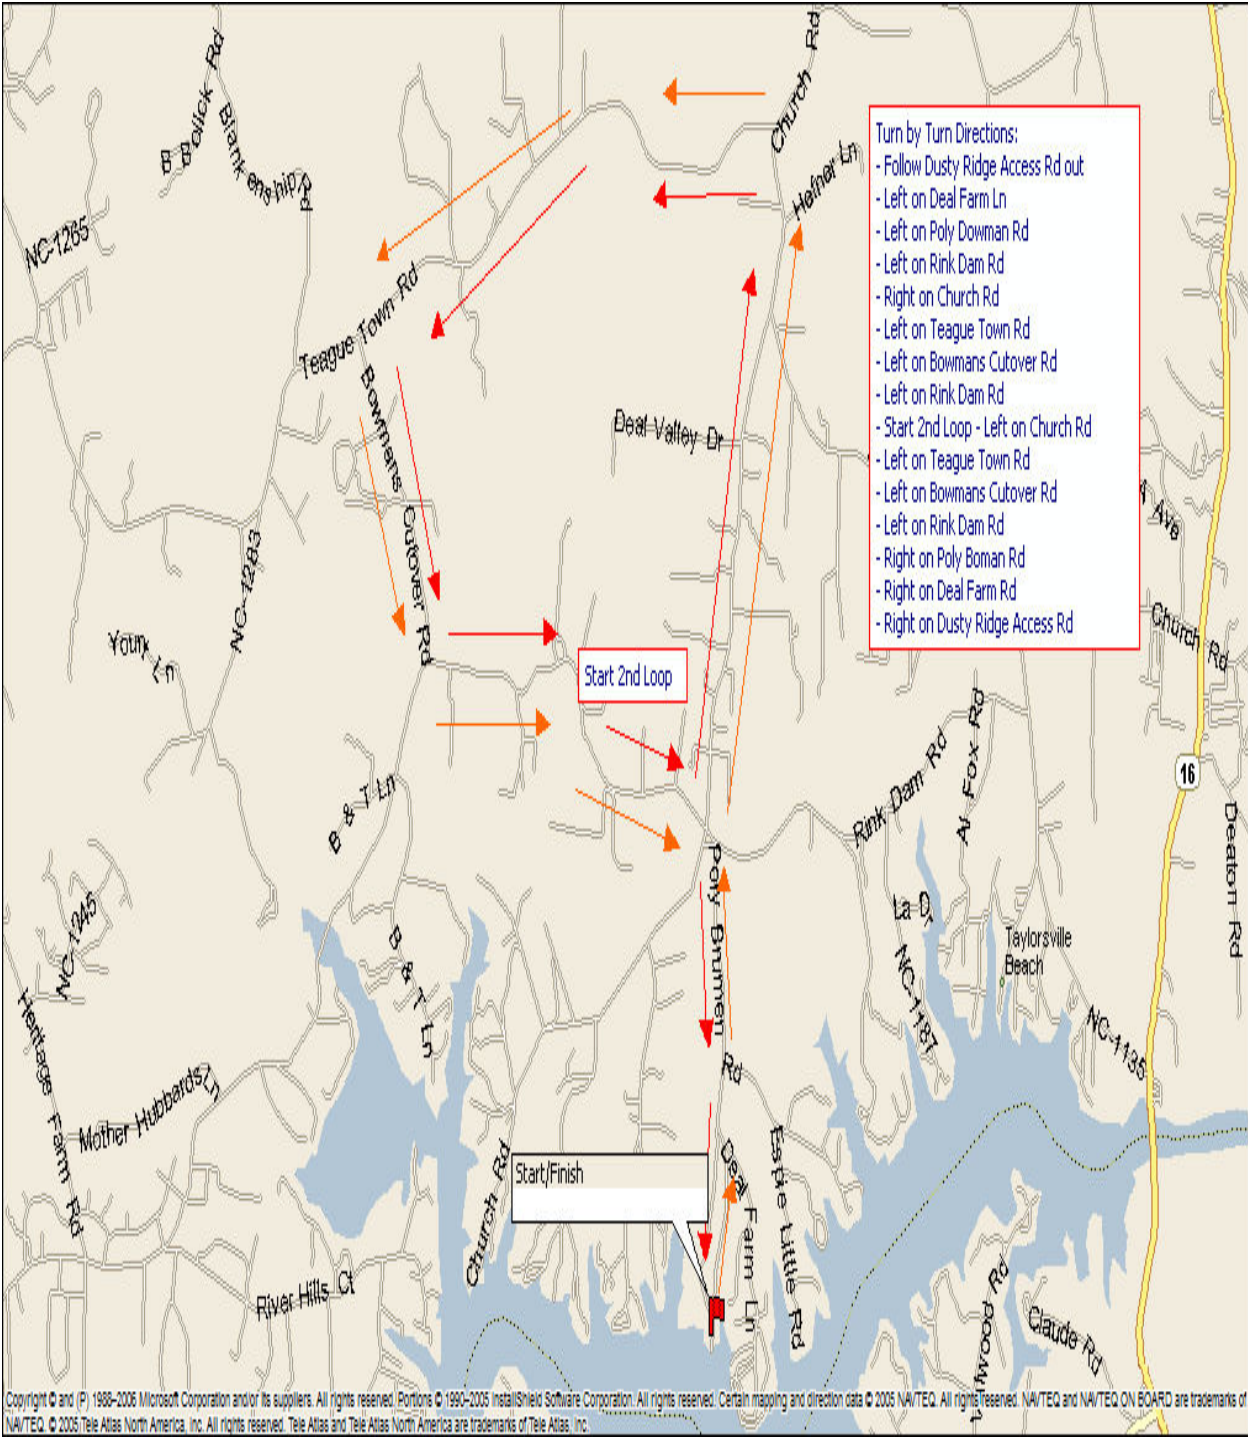 Church Rd
B Bolick Rd
Blankenship Rd
Hefner Ln
NC-1265
Teague Town Rd
Turn by Turn Directions:
- Follow Dusty Ridge Access Rd out
- Left on Deal Farm Ln
- Left on Poly Dowman Rd
- Left on Rink Dam Rd
- Right on Church Rd
- Left on Teague Town Rd
- Left on Bowmans Cutover Rd
- Left on Rink Dam Rd
- Start 2nd Loop - Left on Church Rd
- Left on Teague Town Rd
- Left on Bowmans Cutover Rd
- Left on Rink Dam Rd
- Right on Poly Boman Rd
- Right on Deal Farm Rd
- Right on Dusty Ridge Access Rd
Bowmans Cutover Rd
Deal Valley Dr
Ave
NC-1283
Church Rd
Yount Ln
Start 2nd Loop
16
Rink Dam Rd
Al Fox Rd
B & T Ln
Deaton Rd
Poly Brumen Rd
La Dr
Taylorsville
Beach
NC-1045
B & T Ln
NC-1187
NC-1135
Heritage Farm Rd
Mother Hubbards Ln
Start/Finish
Church Rd
Deal Farm Ln
Espie Little Rd
River Hills Ct
Claude Rd
Copyright © and (P) 1988-2006 Microsoft Corporation and/or its suppliers. All rights reserved. Portions © 1990-2005 InstallShield Software Corporation. All rights reserved. Certain mapping and direction data © 2005 NAVTEQ. All rights reserved. NAVTEQ and NAVTEQ ON BOARD are trademarks of
NAVTEQ. © 2005 Tele Atlas North America, Inc. All rights reserved. Tele Atlas and Tele Atlas North America are trademarks of Tele Atlas, Inc.